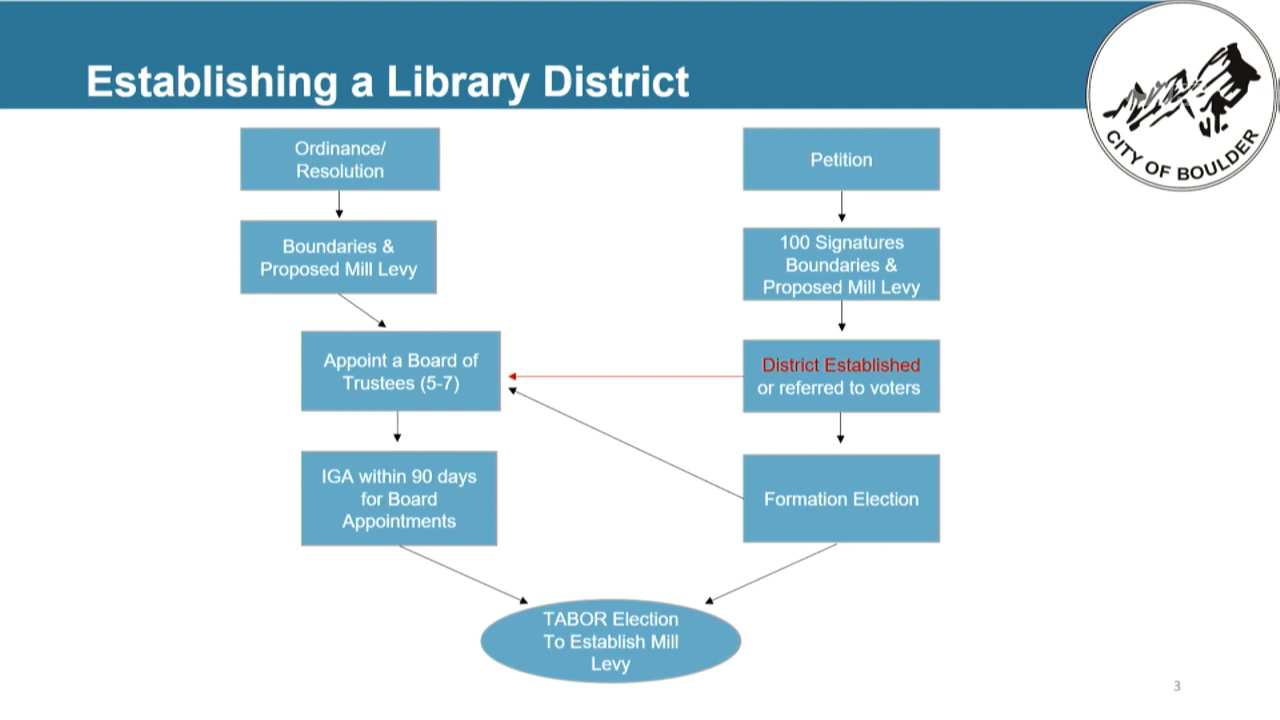 Establishing a Library District
CITY OF BOULDER
Ordinance/
Resolution
Boundaries &
Proposed Mill Levy
Appoint a Board of
Trustees (5-7)
IGA within 90 days
for Board
Appointments
Petition
100 Signatures
Boundaries &
Proposed Mill Levy
District Established
or referred to voters
Formation Election
TABOR Election
To Establish Mill
Levy
3